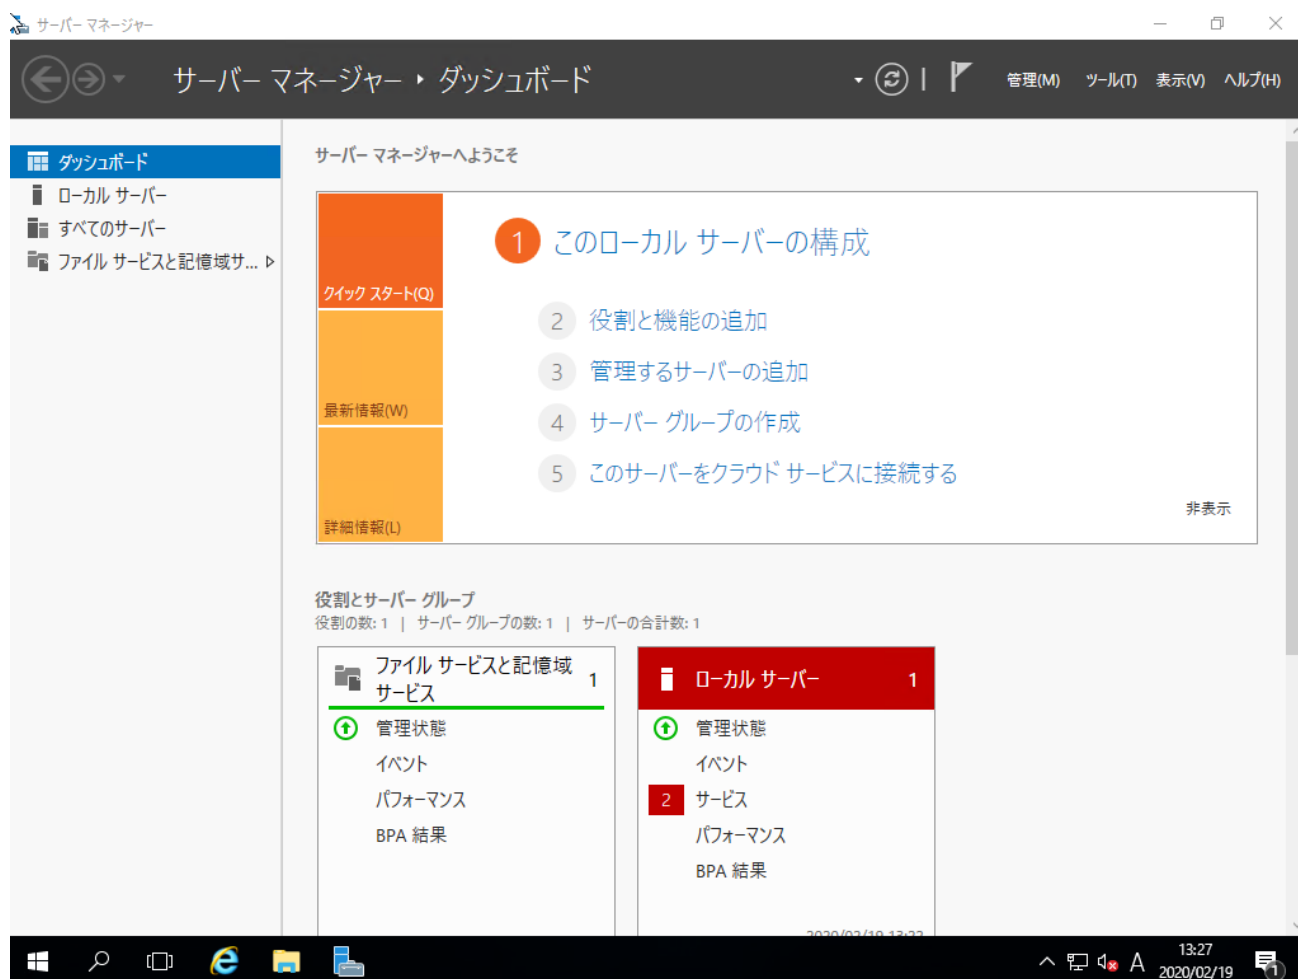 サーバー マネージャー
サーバー マネージャー ・ ダッシュボード
管理(M) ツール(T) 表示(V) ヘルプ(H)
ダッシュボード
ローカル サーバー
すべてのサーバー
ファイル サービスと記憶域サ...
サーバー マネージャーへようこそ
クイック スタート(Q)
最新情報(W)
詳細情報(L)
1 このローカル サーバーの構成
2 役割と機能の追加
3 管理するサーバーの追加
4 サーバー グループの作成
5 このサーバーをクラウド サービスに接続する
非表示
役割とサーバー グループ
役割の数: 1 | サーバー グループの数: 1 | サーバーの合計数: 1
ファイル サービスと記憶域
サービス
1
管理状態
イベント
パフォーマンス
BPA 結果
ローカル サーバー 1
管理状態
イベント
2 サービス
パフォーマンス
BPA 結果
2020/02/19 13:22
A
13:27
2020/02/19
1